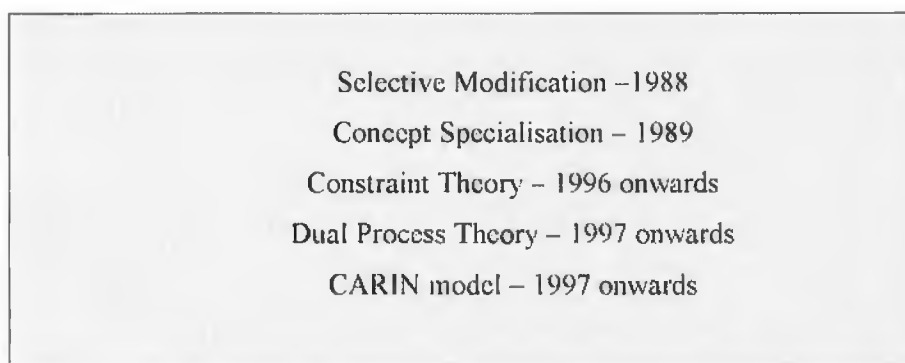 Selective Modification –1988
Concept Specialisation – 1989
Constraint Theory – 1996 onwards
Dual Process Theory – 1997 onwards
CARIN model – 1997 onwards